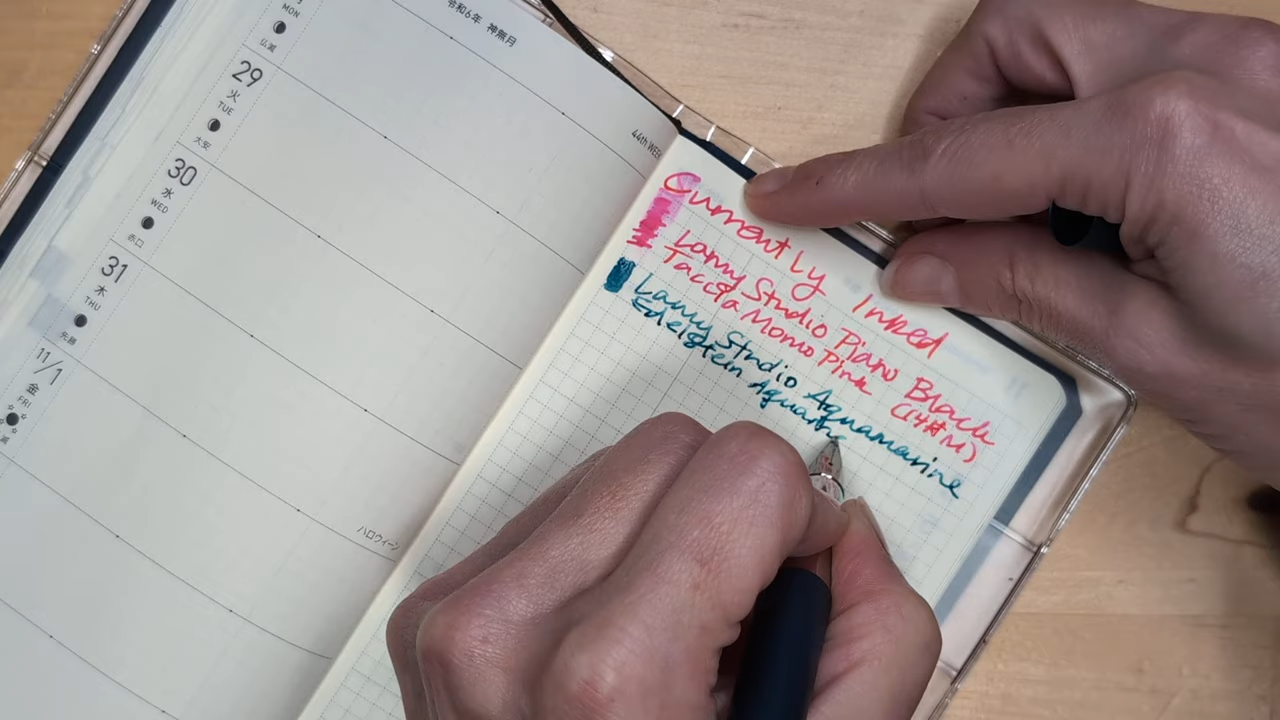 令和6年 神無月
44th WEEK
MON
仏滅
29
火
TUE
大安
30
水
WED
赤口
31
木
THU
先勝
ハロウィーン
11/1
金
FRI
滅
Currently Inked
Lamy Studio Piano Black
Taccia Momo Pink
Lamy Studio Aquamarine
Edelstein